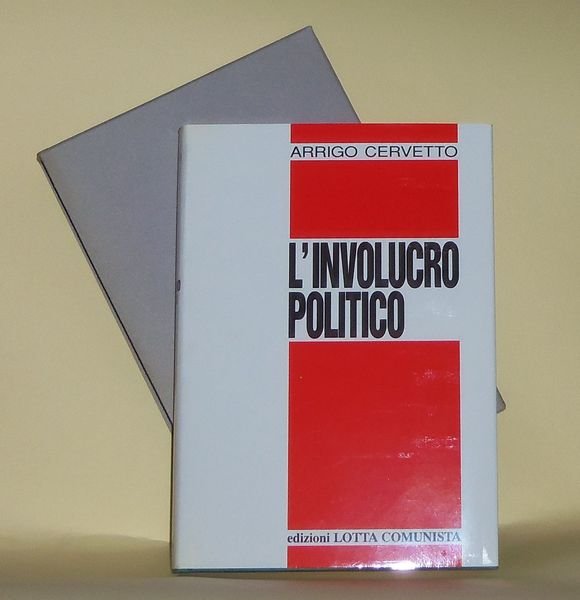 ARRIGO CERVETTO
L'INVOLUCRO
POLITICO
edizioni LOTTA COMUNISTA